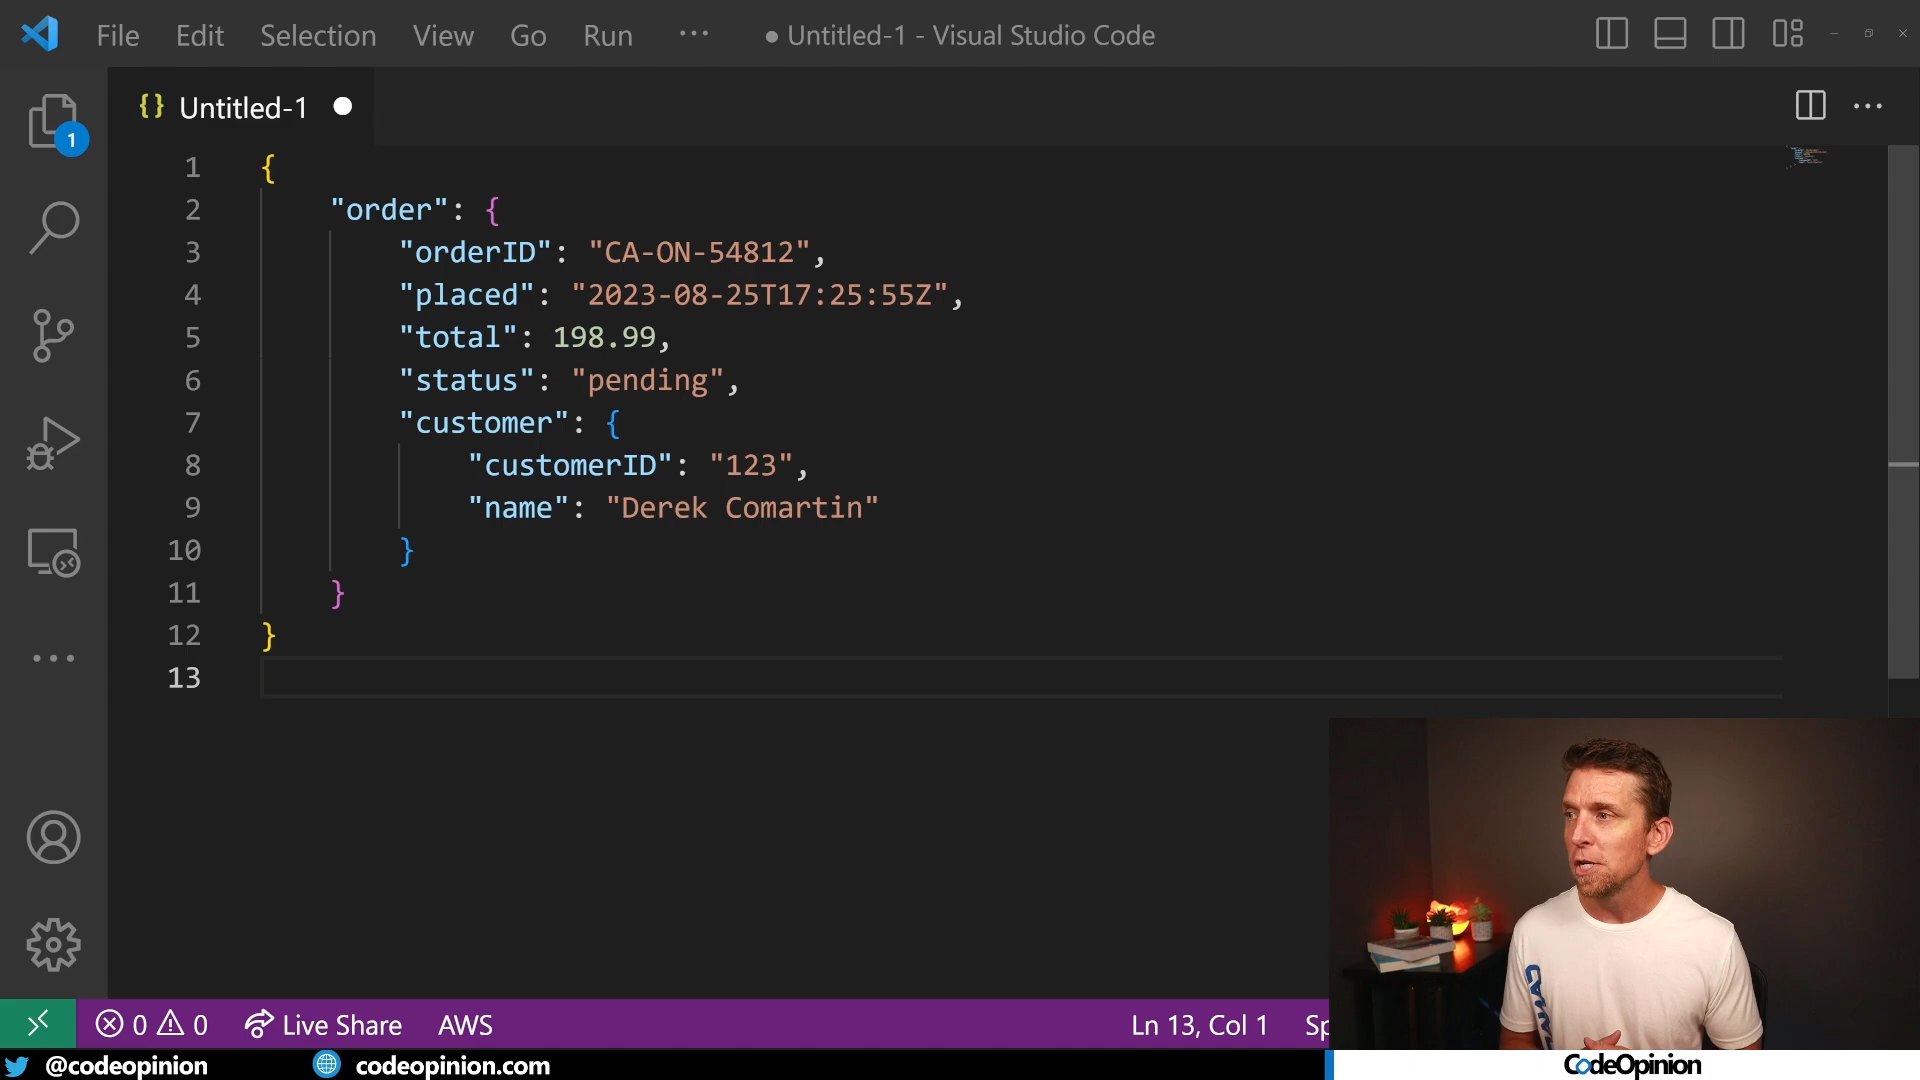 File Edit Selection View Go Run ··· ● Untitled-1 - Visual Studio Code
{} Untitled-1
1
1 {
2 "order": {
3 "orderID": "CA-ON-54812",
4 "placed": "2023-08-25T17:25:55Z",
5 "total": 198.99,
6 "status": "pending",
7 "customer": {
8 "customerID": "123",
9 "name": "Derek Comartin"
10 }
11 }
12 }
13
0 0 Live Share AWS Ln 13, Col 1 Sp
@codeopinion codeopinion.com CodeOpinion